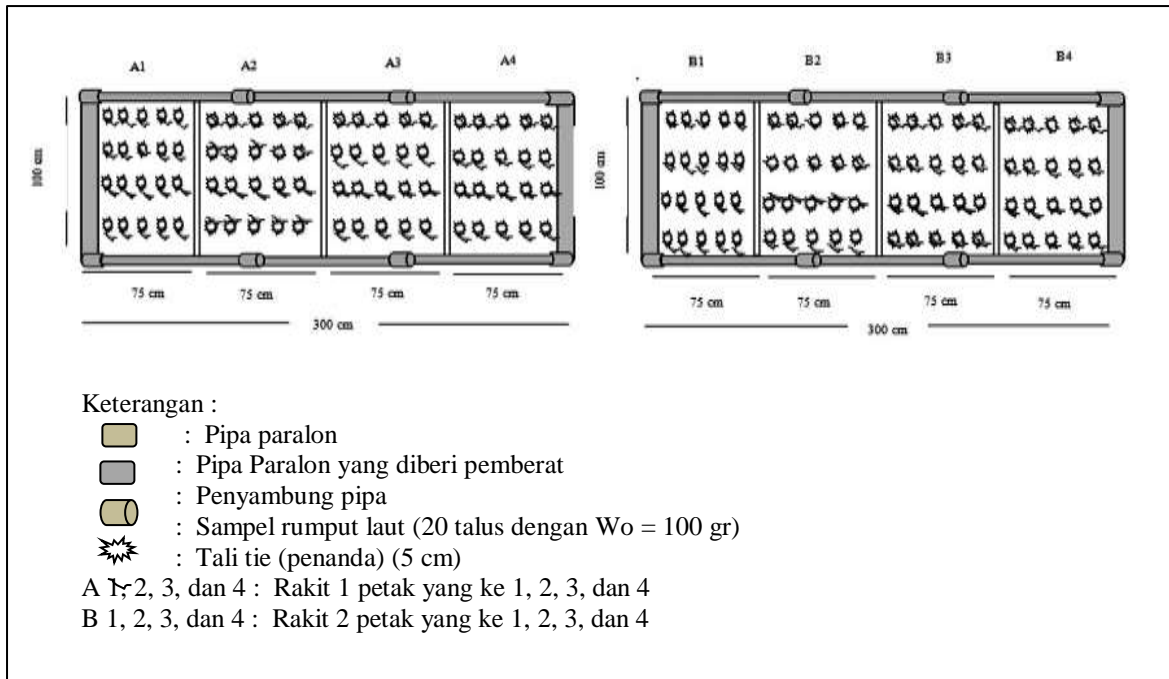 A1 A2 A3 A4
B1 B2 B3 B4
100 cm
100 cm
75 cm 75 cm 75 cm 75 cm
300 cm
75 cm 75 cm 75 cm 75 cm
300 cm
Keterangan :
: Pipa paralon
: Pipa Paralon yang diberi pemberat
: Penyambung pipa
: Sampel rumput laut (20 talus dengan Wo = 100 gr)
: Tali tie (penanda) (5 cm)
A 1, 2, 3, dan 4 : Rakit 1 petak yang ke 1, 2, 3, dan 4
B 1, 2, 3, dan 4 : Rakit 2 petak yang ke 1, 2, 3, dan 4